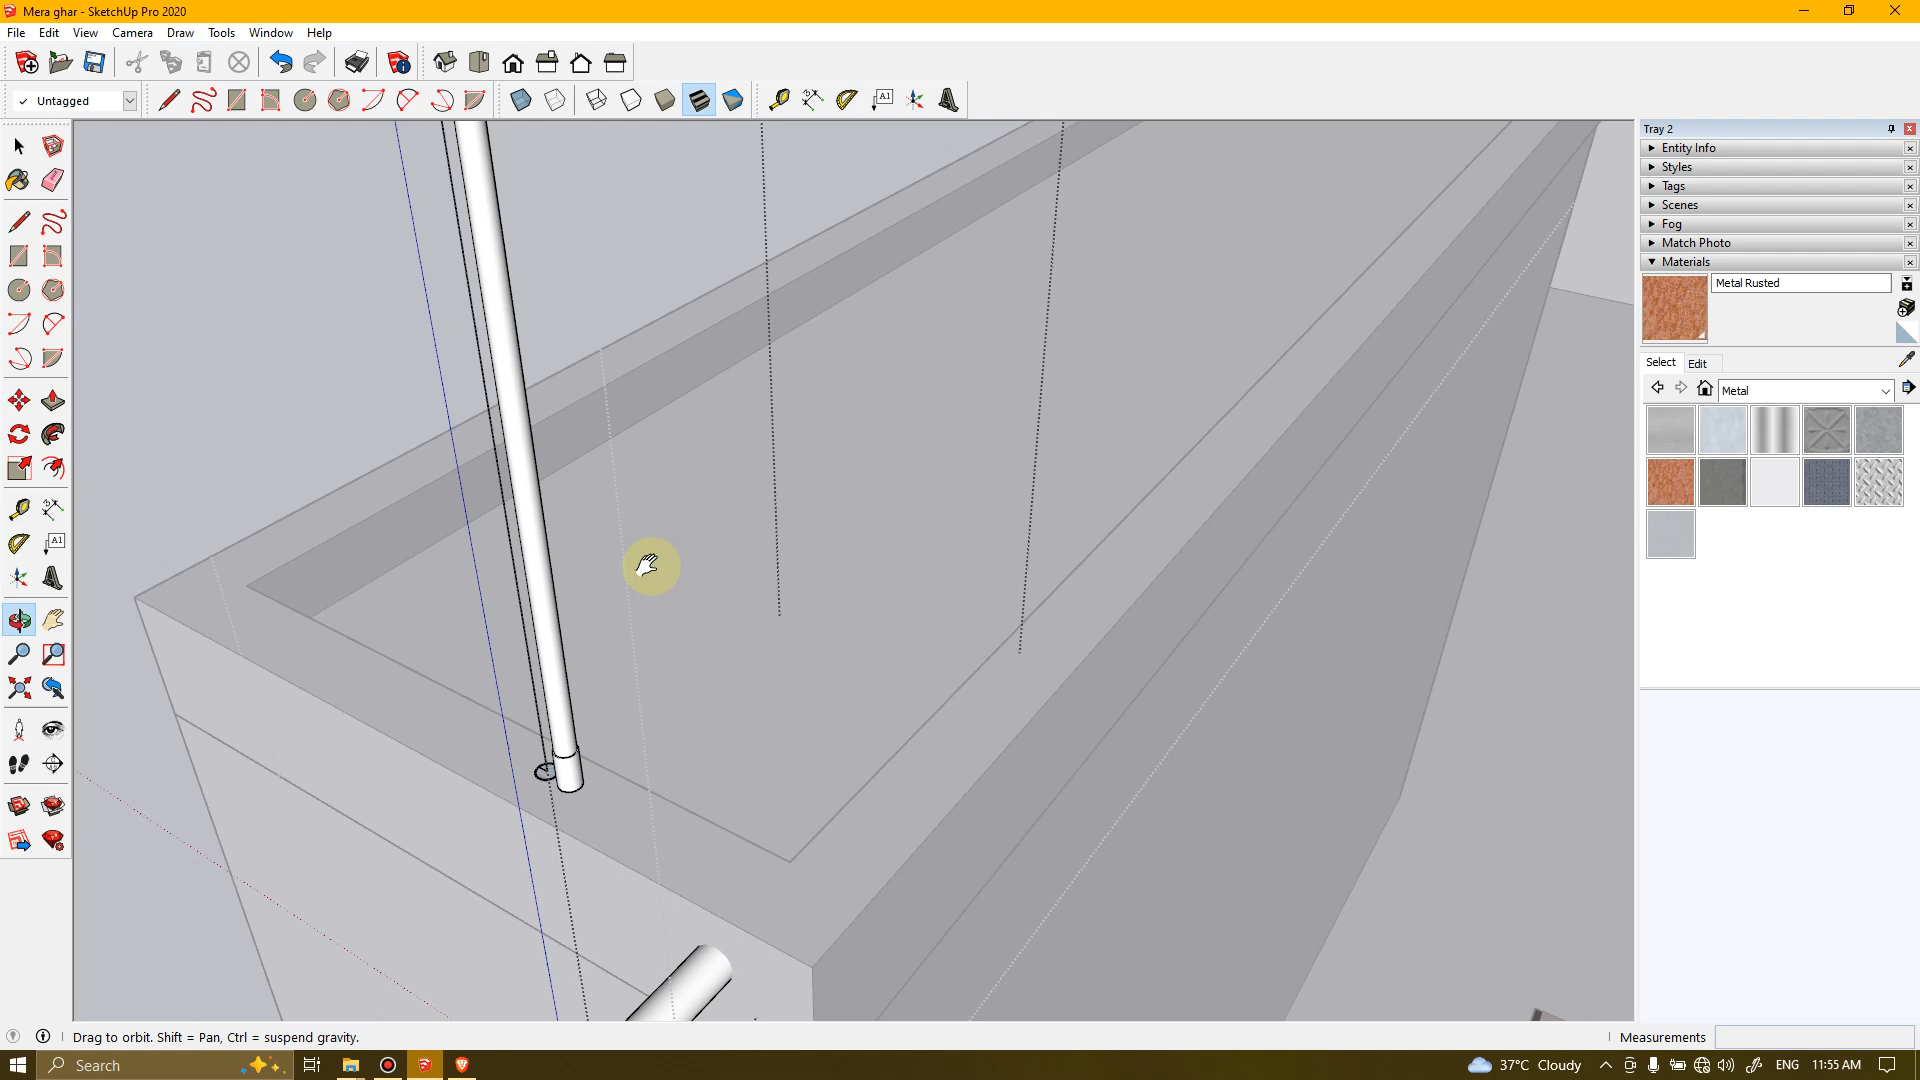 Mera ghar - SketchUp Pro 2020
File Edit View Camera Draw Tools Window Help
✓ Untagged
A1
Tray 2
Entity Info
Styles
Tags
Scenes
Fog
Match Photo
Materials
Metal Rusted
Select Edit
Metal
A1
Drag to orbit. Shift = Pan, Ctrl = suspend gravity.
Measurements
Search
37°C Cloudy
ENG
11:55 AM